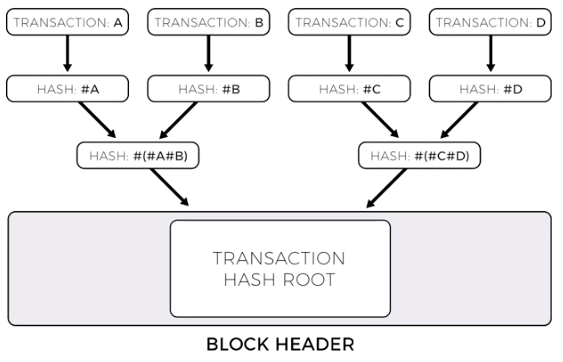 TRANSACTION: A
TRANSACTION: B
TRANSACTION: C
TRANSACTION: D
HASH: #A
HASH: #B
HASH: #C
HASH: #D
HASH: #(#A#B)
HASH: #(#C#D)
TRANSACTION
HASH ROOT
BLOCK HEADER